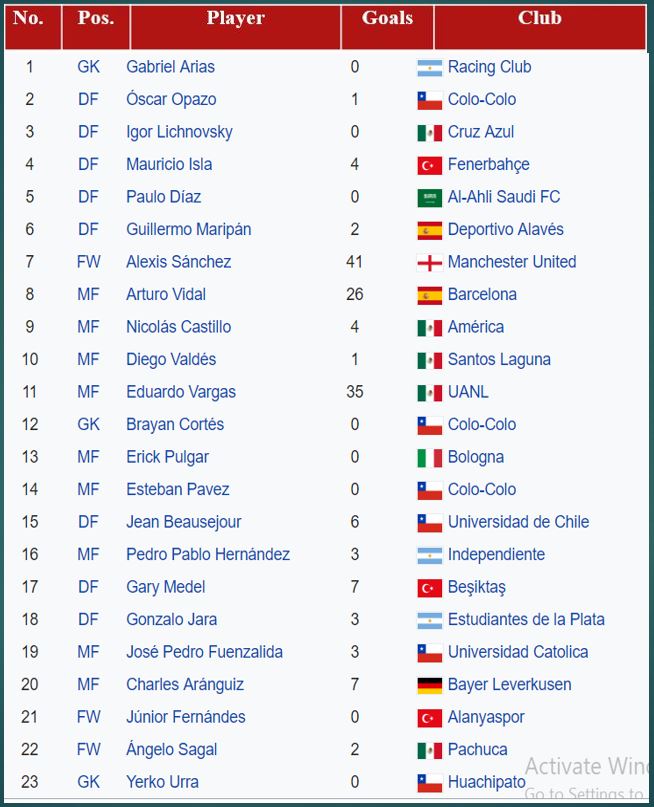 No. Pos. Player Goals Club
1 GK Gabriel Arias 0 Racing Club
2 DF Óscar Opazo 1 Colo-Colo
3 DF Igor Lichnovsky 0 Cruz Azul
4 DF Mauricio Isla 4 Fenerbahçe
5 DF Paulo Díaz 0 Al-Ahli Saudi FC
6 DF Guillermo Maripán 2 Deportivo Alavés
7 FW Alexis Sánchez 41 Manchester United
8 MF Arturo Vidal 26 Barcelona
9 MF Nicolás Castillo 4 América
10 MF Diego Valdés 1 Santos Laguna
11 MF Eduardo Vargas 35 UANL
12 GK Brayan Cortés 0 Colo-Colo
13 MF Erick Pulgar 0 Bologna
14 MF Esteban Pavez 0 Colo-Colo
15 DF Jean Beausejour 6 Universidad de Chile
16 MF Pedro Pablo Hernández 3 Independiente
17 DF Gary Medel 7 Beşiktaş
18 DF Gonzalo Jara 3 Estudiantes de la Plata
19 MF José Pedro Fuenzalida 3 Universidad Catolica
20 MF Charles Aránguiz 7 Bayer Leverkusen
21 FW Júnior Fernándes 0 Alanyaspor
22 FW Ángelo Sagal 2 Pachuca
23 GK Yerko Urra 0 Huachipato
Activate Win
Go to Settings to